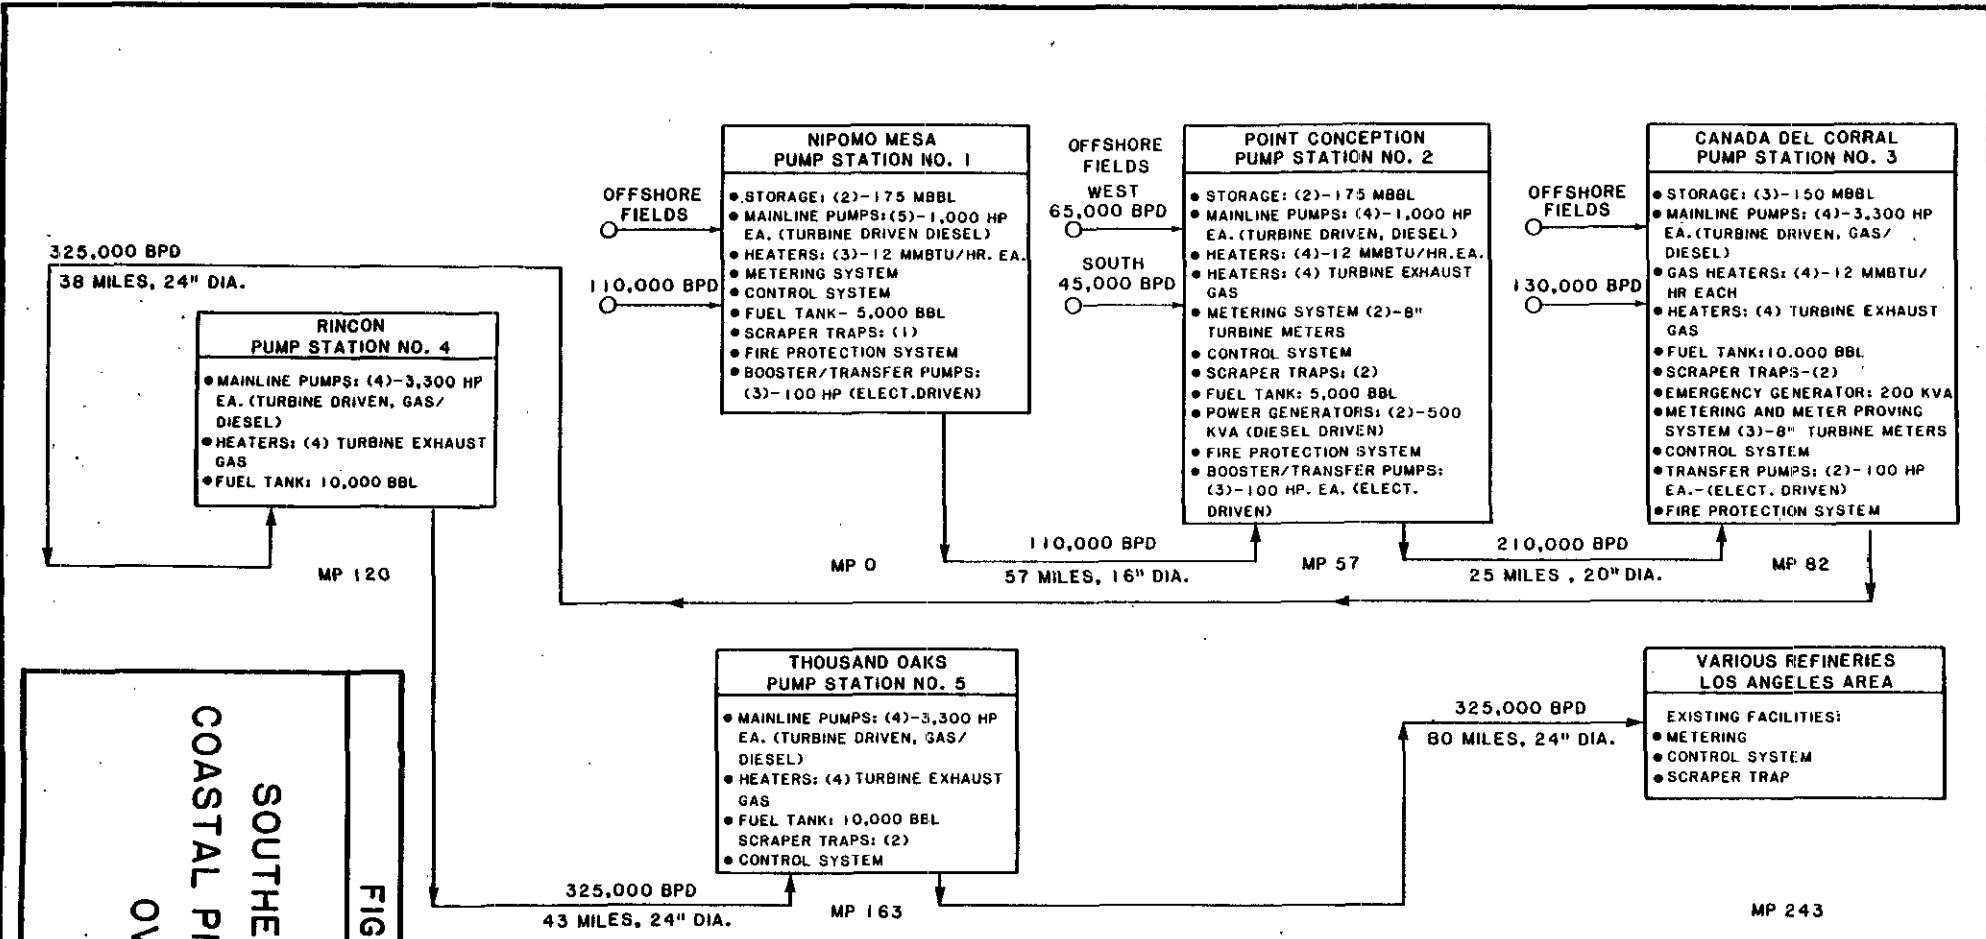 NIPOMO MESA
PUMP STATION NO. 1
• STORAGE: (2)-175 MBBL
• MAINLINE PUMPS: (5)-1,000 HP
EA. (TURBINE DRIVEN DIESEL)
• HEATERS: (3)-12 MMBTU/HR. EA.
• METERING SYSTEM
• CONTROL SYSTEM
• FUEL TANK- 5,000 BBL
• SCRAPER TRAPS: (1)
• FIRE PROTECTION SYSTEM
• BOOSTER/TRANSFER PUMPS:
(3)-100 HP (ELECT.DRIVEN)
OFFSHORE
FIELDS
110,000 BPD
OFFSHORE
FIELDS
WEST
65,000 BPD
SOUTH
45,000 BPD
POINT CONCEPTION
PUMP STATION NO. 2
• STORAGE: (2)-175 MBBL
• MAINLINE PUMPS: (4)-1,000 HP
EA. (TURBINE DRIVEN, DIESEL)
• HEATERS: (4)-12 MMBTU/HR.EA.
• HEATERS: (4) TURBINE EXHAUST
GAS
• METERING SYSTEM (2)-8"
TURBINE METERS
• CONTROL SYSTEM
• SCRAPER TRAPS: (2)
• FUEL TANK: 5,000 BBL
• POWER GENERATORS: (2)-500
KVA (DIESEL DRIVEN)
• FIRE PROTECTION SYSTEM
• BOOSTER/TRANSFER PUMPS:
(3)-100 HP. EA. (ELECT.
DRIVEN)
OFFSHORE
FIELDS
130,000 BPD
CANADA DEL CORRAL
PUMP STATION NO. 3
• STORAGE: (3)-150 MBBL
• MAINLINE PUMPS: (4)-3,300 HP
EA. (TURBINE DRIVEN, GAS/
DIESEL)
• GAS HEATERS: (4)-12 MMBTU/
HR EACH
• HEATERS: (4) TURBINE EXHAUST
GAS
• FUEL TANK:10.000 BBL
• SCRAPER TRAPS-(2)
• EMERGENCY GENERATOR: 200 KVA
• METERING AND METER PROVING
SYSTEM (3)-8" TURBINE METERS
• CONTROL SYSTEM
• TRANSFER PUMPS: (2)-100 HP
EA.-(ELECT. DRIVEN)
• FIRE PROTECTION SYSTEM
325,000 BPD
38 MILES, 24" DIA.
RINCON
PUMP STATION NO. 4
• MAINLINE PUMPS: (4)-3,300 HP
EA. (TURBINE DRIVEN, GAS/
DIESEL)
• HEATERS: (4) TURBINE EXHAUST
GAS
• FUEL TANK: 10,000 BBL
MP 120
MP 0
110,000 BPD
57 MILES, 16" DIA.
MP 57
210,000 BPD
25 MILES , 20" DIA.
MP 82
THOUSAND OAKS
PUMP STATION NO. 5
• MAINLINE PUMPS: (4)-3,300 HP
EA. (TURBINE DRIVEN, GAS/
DIESEL)
• HEATERS: (4) TURBINE EXHAUST
GAS
• FUEL TANK: 10,000 BBL
SCRAPER TRAPS: (2)
• CONTROL SYSTEM
325,000 BPD
43 MILES, 24" DIA.
MP 163
325,000 BPD
80 MILES, 24" DIA.
VARIOUS REFINERIES
LOS ANGELES AREA
EXISTING FACILITIES:
• METERING
• CONTROL SYSTEM
• SCRAPER TRAP
MP 243
FIG
SOUTHE
COASTAL
OV